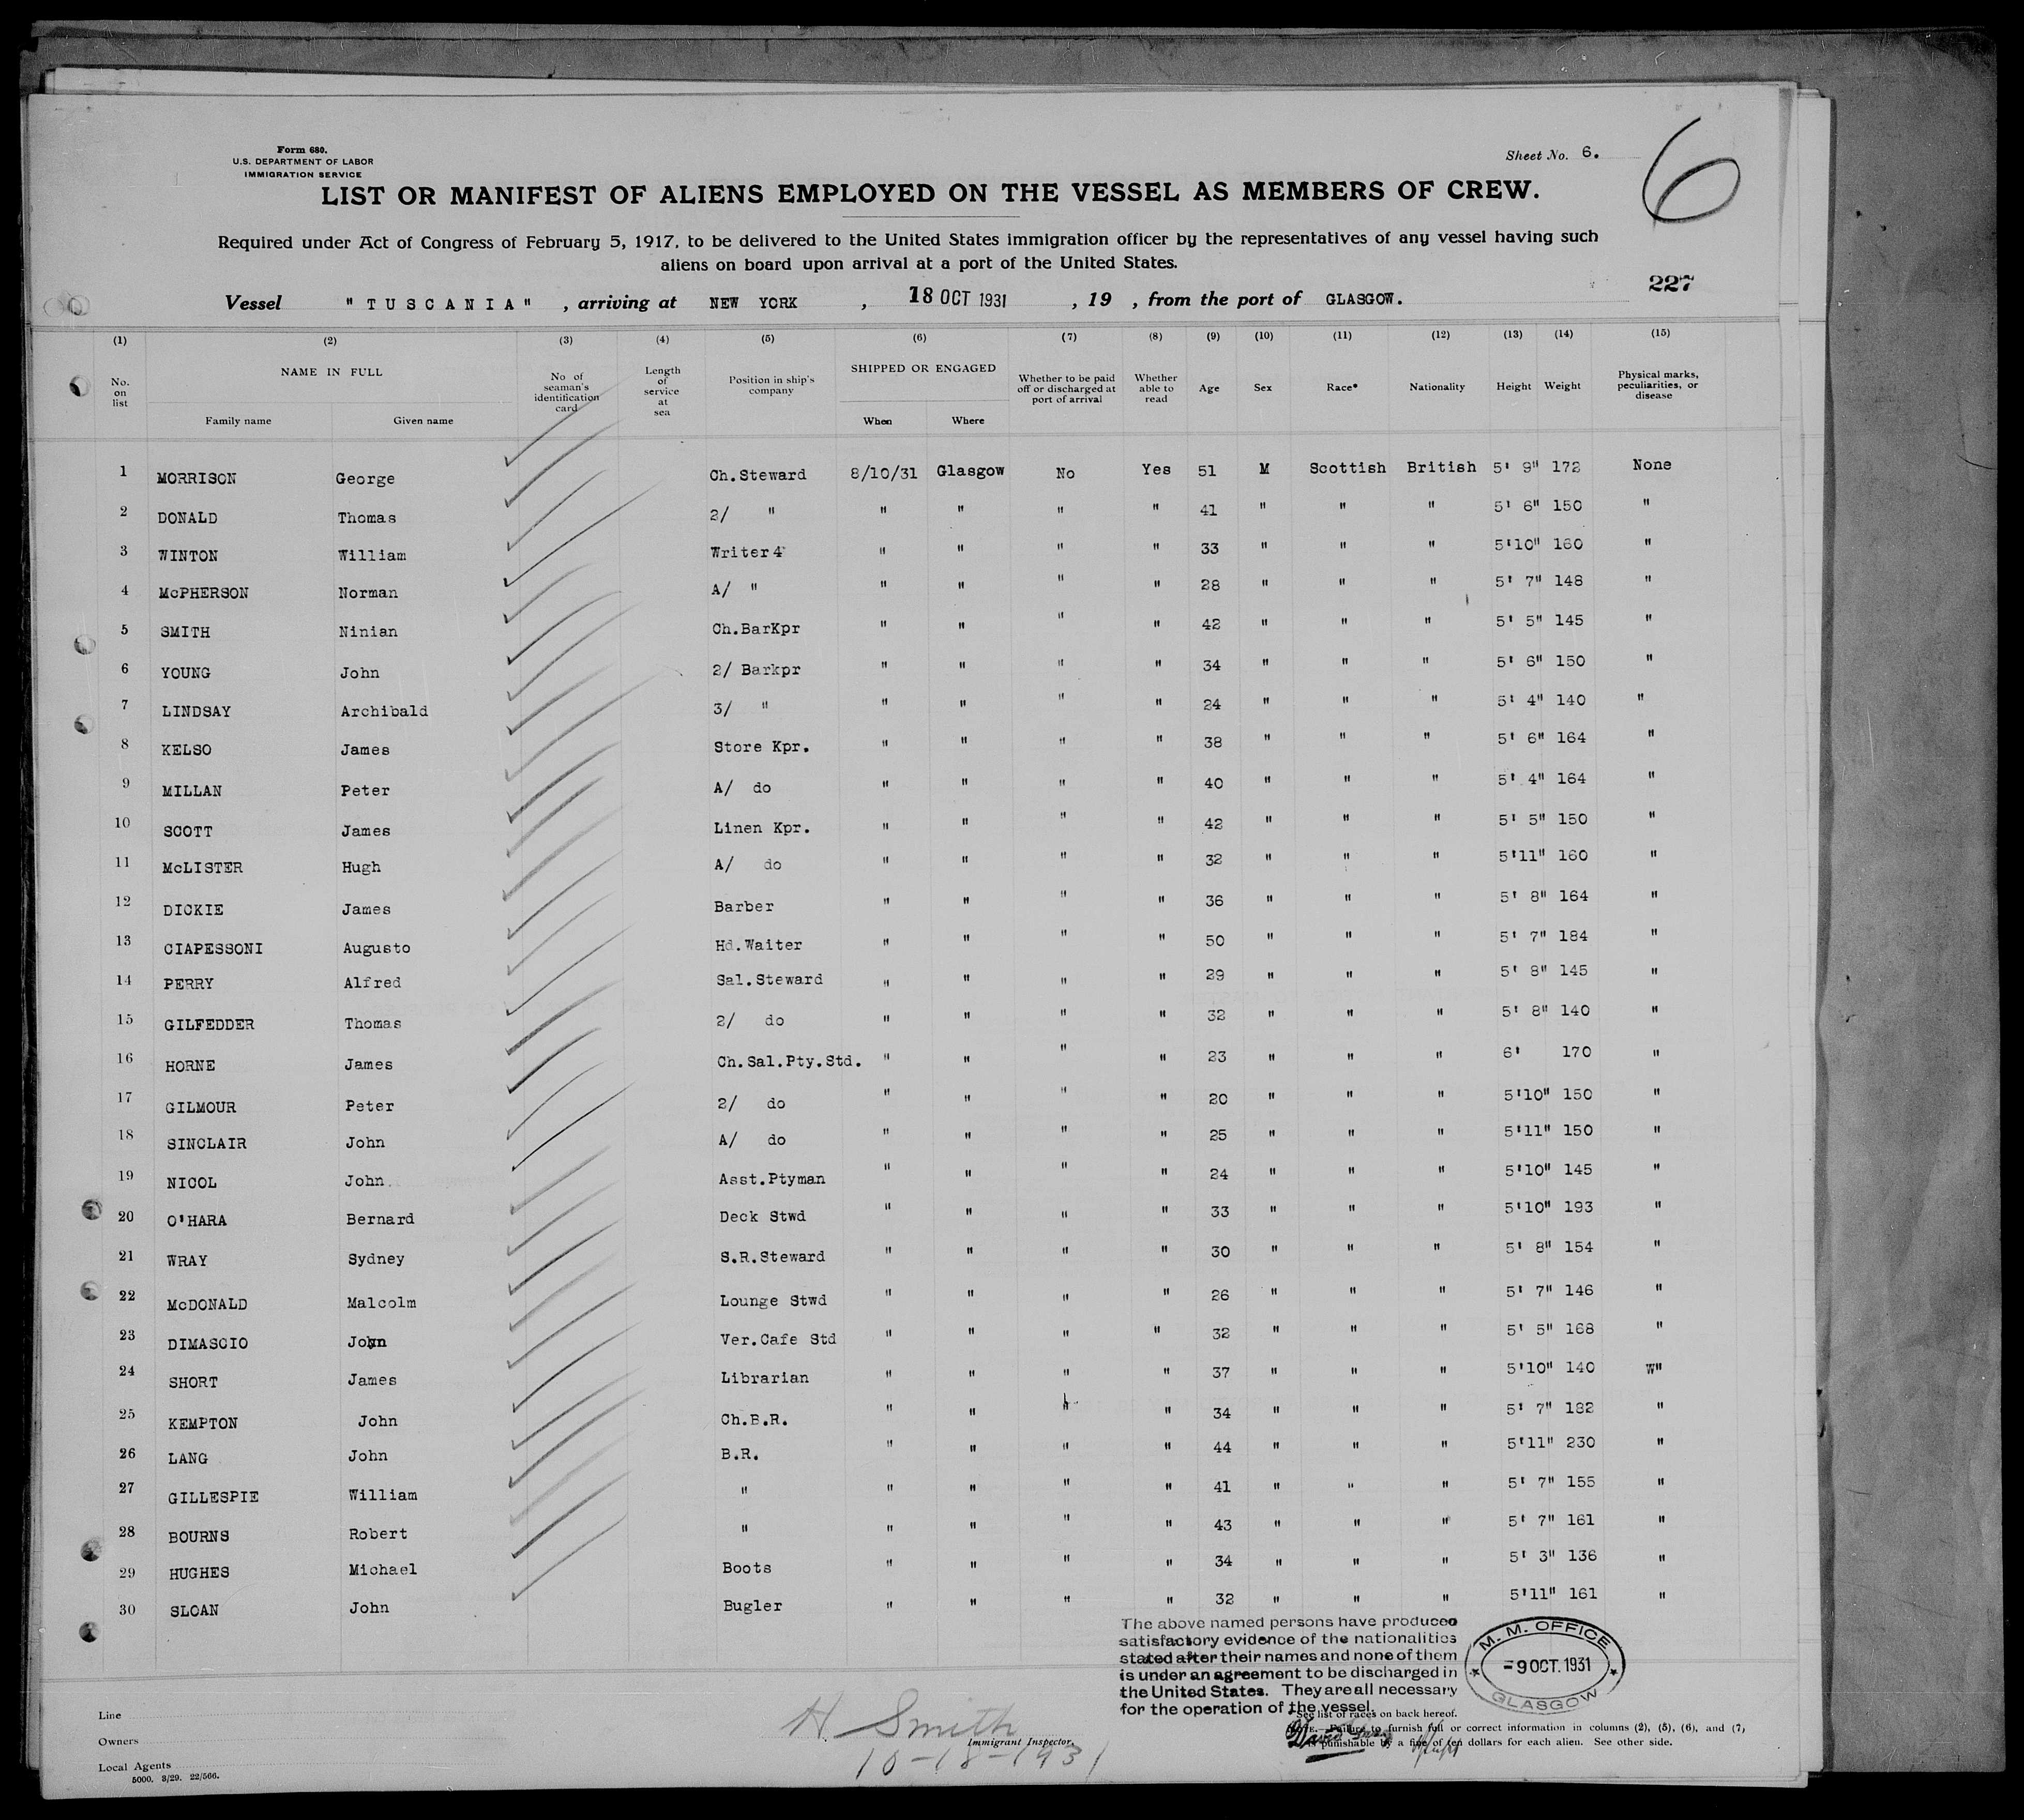 Form 680.
U.S. DEPARTMENT OF LABOR
IMMIGRATION SERVICE
Sheet No. 6.
6
LIST OR MANIFEST OF ALIENS EMPLOYED ON THE VESSEL AS MEMBERS OF CREW.
Required under Act of Congress of February 5, 1917, to be delivered to the United States immigration officer by the representatives of any vessel having such
aliens on board upon arrival at a port of the United States.
227
Vessel "TUSCANIA", arriving at NEW YORK, 18 OCT 1931, 19 , from the port of GLASGOW.
(1) (2) (3) (4) (5) (6) (7) (8) (9) (10) (11) (12) (13) (14) (15)
No. on list
NAME IN FULL
Family name Given name
No of seaman's identification card
Length of service at sea
Position in ship's company
SHIPPED OR ENGAGED
When Where
Whether to be paid off or discharged at port of arrival
Whether able to read
Age Sex Race* Nationality Height Weight
Physical marks, peculiarities, or disease
1 MORRISON George Ch.Steward 8/10/31 Glasgow No Yes 51 M Scottish British 5' 9" 172 None
2 DONALD Thomas 2/ " " " " " 41 " " " 5' 6" 150 "
3 WINTON William Writer 4 " " " " 33 " " " 5'10" 160 "
4 McPHERSON Norman A/ " " " " " 28 " " " 5' 7" 148 "
5 SMITH Ninian Ch.BarKpr " " " " 42 " " " 5' 5" 145 "
6 YOUNG John 2/ Barkpr " " " " 34 " " " 5' 6" 150 "
7 LINDSAY Archibald 3/ " " " " " 24 " " " 5' 4" 140 "
8 KELSO James Store Kpr. " " " " 38 " " " 5' 6" 164 "
9 MILLAN Peter A/ do " " " " 40 " " " 5' 4" 164 "
10 SCOTT James Linen Kpr. " " " " 42 " " " 5' 5" 150 "
11 McLISTER Hugh A/ do " " " " 32 " " " 5'11" 160 "
12 DICKIE James Barber " " " " 36 " " " 5' 8" 164 "
13 CIAPESSONI Augusto Hd.Waiter " " " " 50 " " " 5' 7" 184 "
14 PERRY Alfred Sal.Steward " " " " 29 " " " 5' 8" 145 "
15 GILFEDDER Thomas 2/ do " " " " 32 " " " 5' 8" 140 "
16 HORNE James Ch.Sal.Pty.Std. " " " " 23 " " " 6' 170 "
17 GILMOUR Peter 2/ do " " " " 20 " " " 5'10" 150 "
18 SINCLAIR John A/ do " " " " 25 " " " 5'11" 150 "
19 NICOL John Asst.Ptyman " " " " 24 " " " 5'10" 145 "
20 O'HARA Bernard Deck Stwd " " " " 33 " " " 5'10" 193 "
21 WRAY Sydney S.R.Steward " " " " 30 " " " 5' 8" 154 "
22 McDONALD Malcolm Lounge Stwd " " " " 26 " " " 5' 7" 146 "
23 DIMASCIO John Ver.Cafe Std " " " " 32 " " " 5' 5" 168 "
24 SHORT James Librarian " " " " 37 " " " 5'10" 140 W"
25 KEMPTON John Ch.B.R. " " " " 34 " " " 5' 7" 182 "
26 LANG John B.R. " " " " 44 " " " 5'11" 230 "
27 GILLESPIE William " " " " " 41 " " " 5' 7" 155 "
28 BOURNS Robert " " " " " 43 " " " 5' 7" 161 "
29 HUGHES Michael Boots " " " " 34 " " " 5' 3" 136 "
30 SLOAN John Bugler " " " " 32 " " " 5'11" 161 "
The above named persons have produced
satisfactory evidence of the nationalities
stated after their names and none of them
is under an agreement to be discharged in
the United States. They are all necessary
for the operation of the vessel.
M. M. OFFICE
-9 OCT. 1931
GLASGOW
Line
Owners
Local Agents
5000. 3/29. 22/566.
H Smith
Immigrant Inspector.
10-18-1931
*See list of races on back hereof.
NOTE.—Failure to furnish full or correct information in columns (2), (5), (6), and (7),
is punishable by a fine of ten dollars for each alien. See other side.